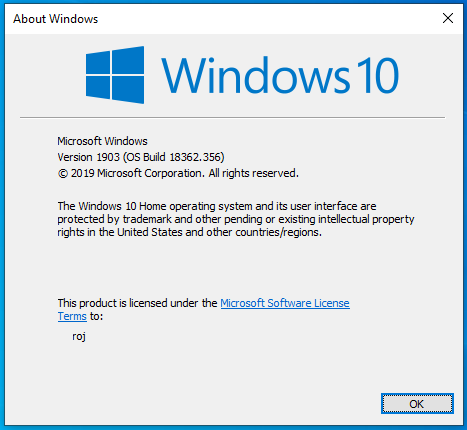 About Windows
Windows 10
Microsoft Windows
Version 1903 (OS Build 18362.356)
© 2019 Microsoft Corporation. All rights reserved.
The Windows 10 Home operating system and its user interface are
protected by trademark and other pending or existing intellectual property
rights in the United States and other countries/regions.
This product is licensed under the Microsoft Software License
Terms to:
roj
OK